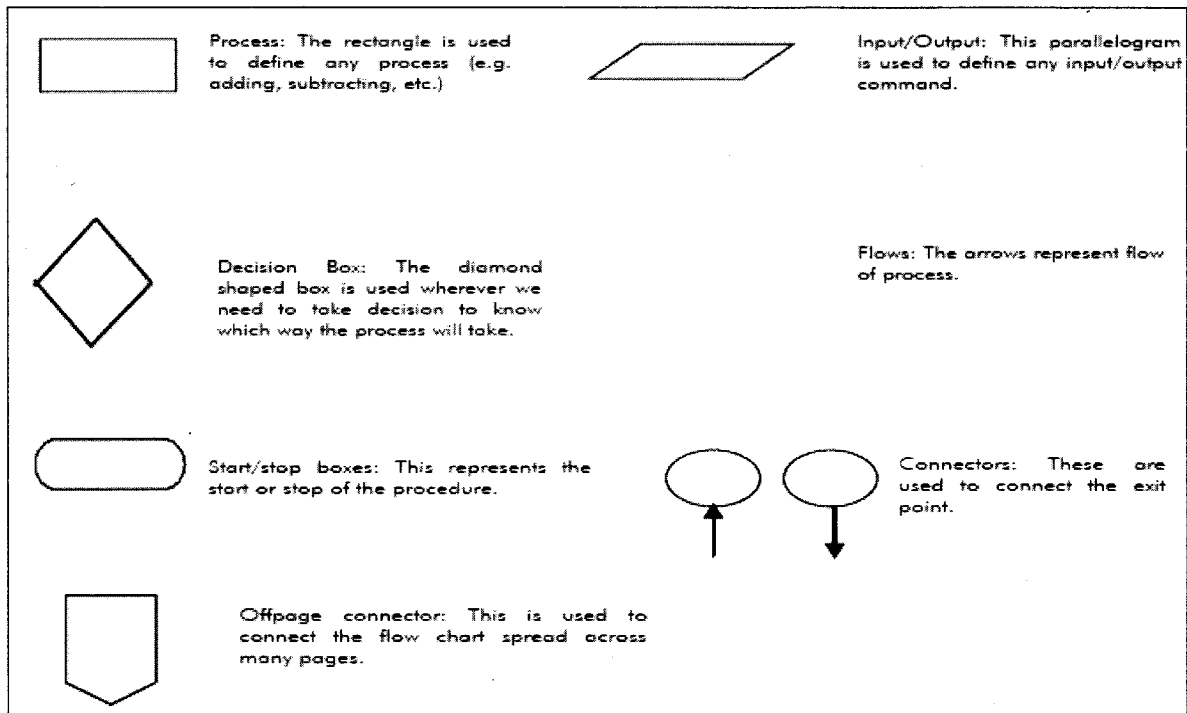 Process: The rectangle is used
to define any process (e.g.
adding, subtracting, etc.)
Input/Output: This parallelogram
is used to define any input/output
command.
Decision Box: The diamond
shaped box is used wherever we
need to take decision to know
which way the process will take.
Flows: The arrows represent flow
of process.
Start/stop boxes: This represents the
start or stop of the procedure.
Connectors: These are
used to connect the exit
point.
Offpage connector: This is used to
connect the flow chart spread across
many pages.